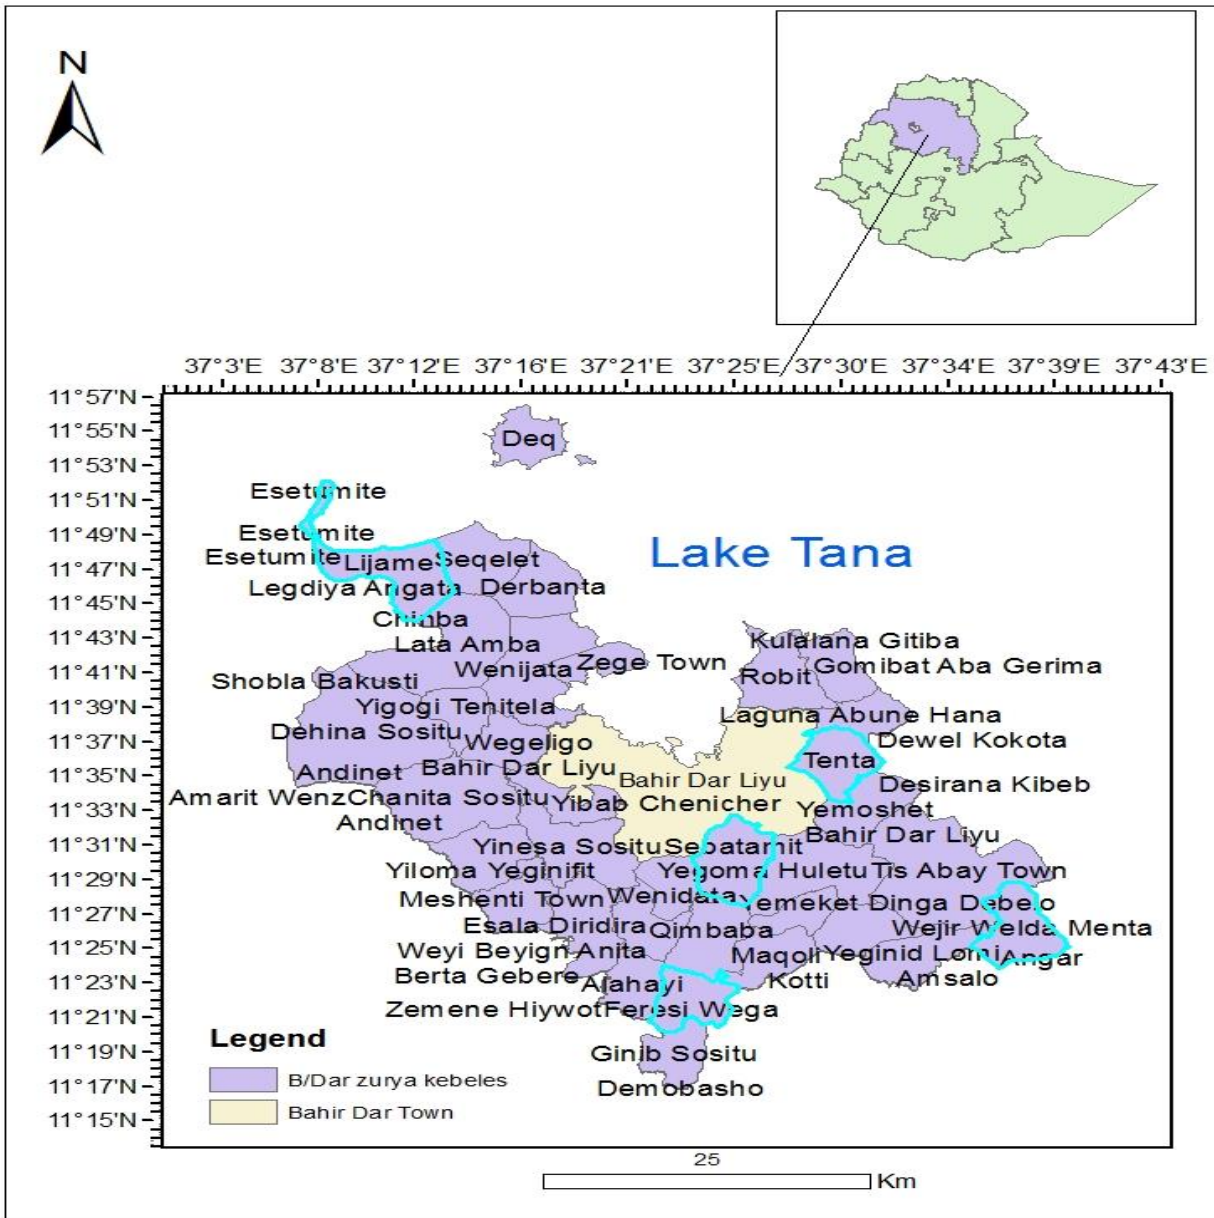 N
37°3'E 37°8'E 37°12'E 37°16'E 37°21'E 37°25'E 37°30'E 37°34'E 37°39'E 37°43'E
11°57'N
11°55'N
11°53'N
11°51'N
11°49'N
11°47'N
11°45'N
11°43'N
11°41'N
11°39'N
11°37'N
11°35'N
11°33'N
11°31'N
11°29'N
11°27'N
11°25'N
11°23'N
11°21'N
11°19'N
11°17'N
11°15'N
Deq
Esetumite
Esetumite
Lake Tana
Esetumite Lijame Seqelet
Legdiya Angata Derbanta
Chinba
Lata Amba Kulalana Gitiba
Wenijata Zege Town Robit Gomibat Aba Gerima
Shobla Bakusti
Yigogi Tenitela Laguna Abune Hana
Dehina Sositu Wegeligo Dewel Kokota
Andinet Bahir Dar Liyu Bahir Dar Liyu Tenta Desirana Kibeb
Amarit Wenz Chanita Sositu Yibab Chenicher Yemoshet
Andinet Bahir Dar Liyu
Yinesa Sositu Sebatamit
Yiloma Yeginifit Yegoma Huletu Tis Abay Town
Meshenti Town Wenidata Yemeket Dinga Debelo
Esala Diridira Qimbaba Wejir Welda Menta
Weyi Beyign Anita Maqoli Yeginid Lomi Angar
Berta Gebere Alahayi Kotti Amsalo
Zemene Hiywot Feresi Wega
Ginib Sositu
Demobasho
Legend
B/Dar zurya kebeles
Bahir Dar Town
25
Km